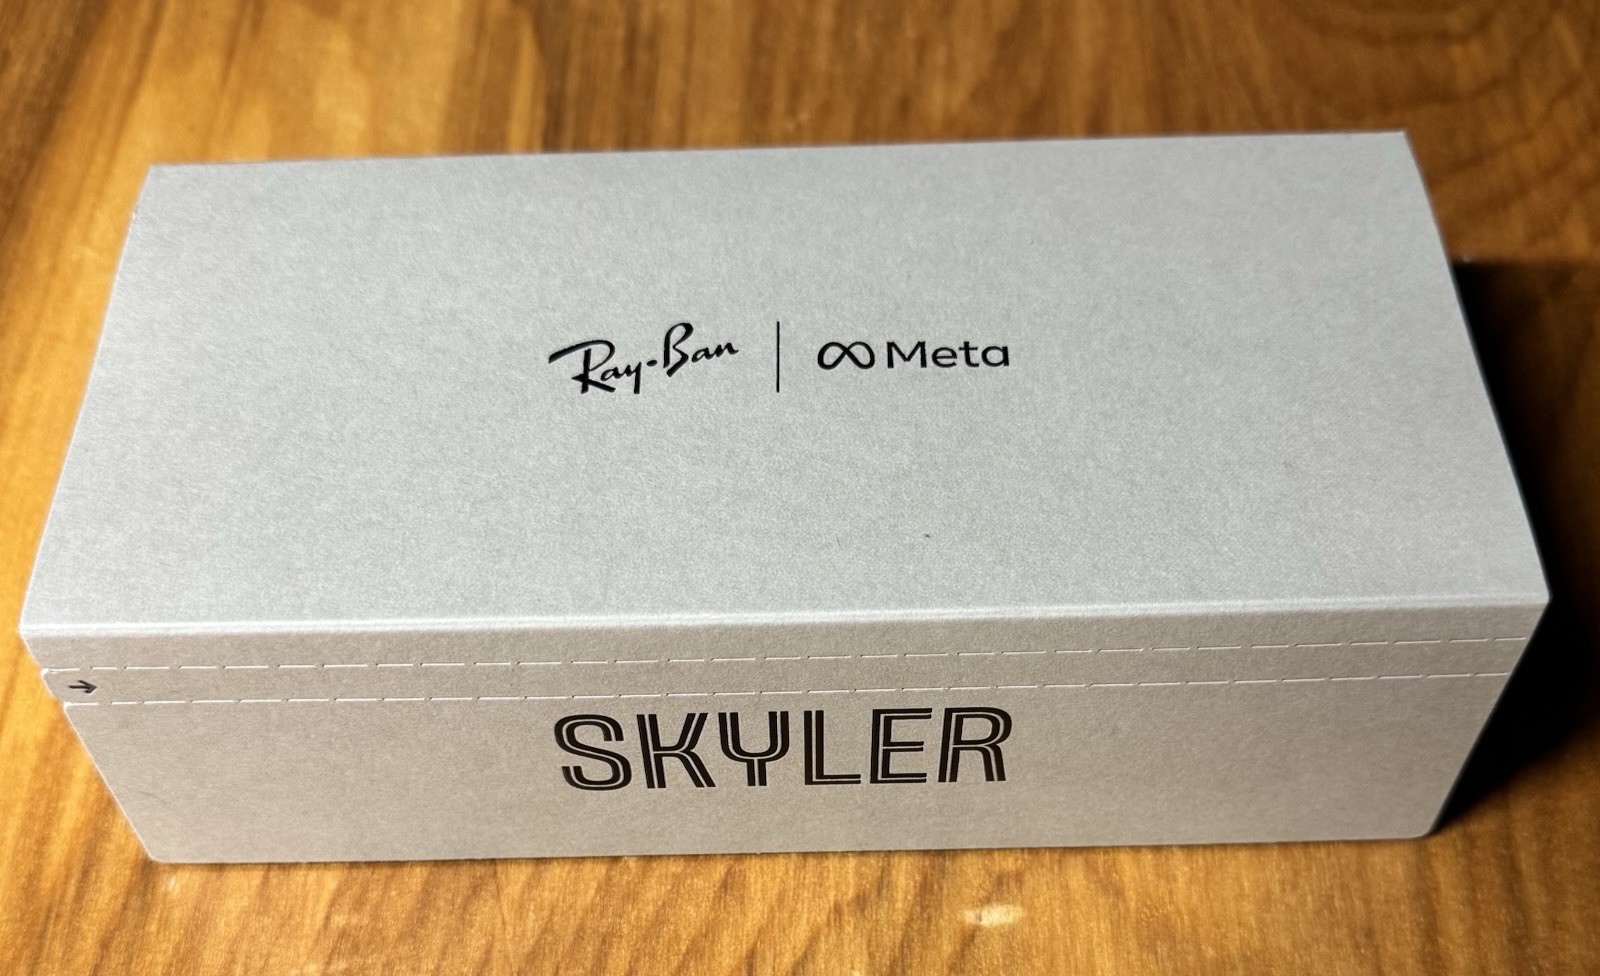 Ray-Ban | ∞ Meta
→
SKYLER